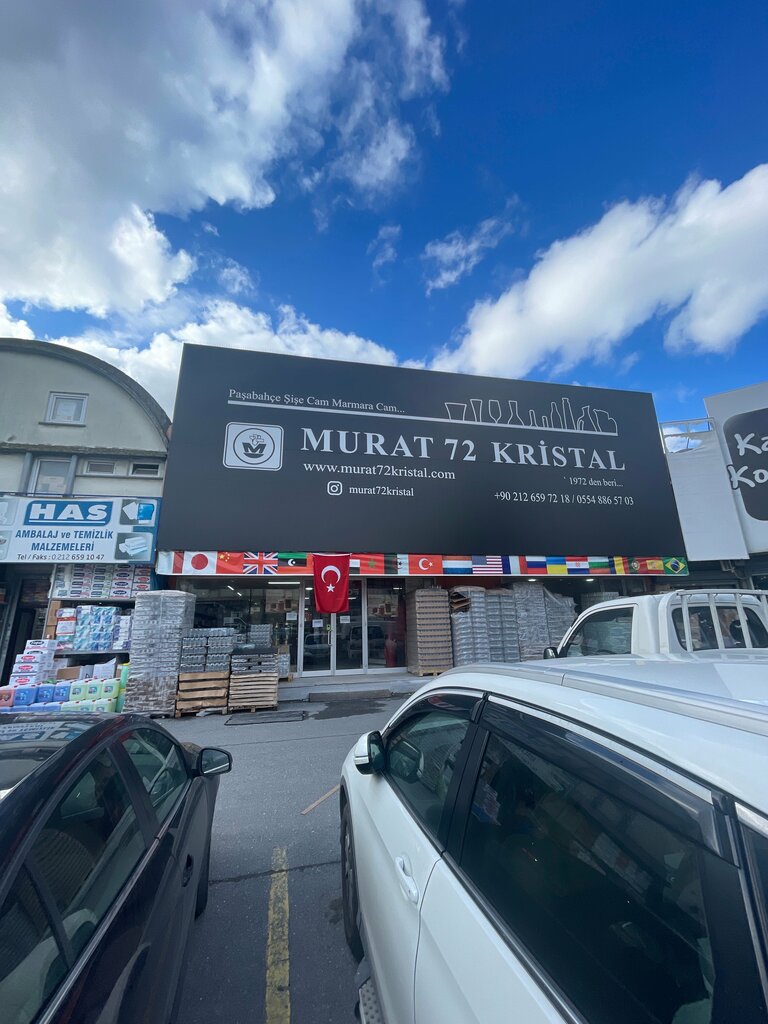 Paşabahçe Şişe Cam Marmara Cam...
MURAT 72 KRİSTAL
` 1972 den beri...
www.murat72kristal.com
murat72kristal
+90 212 659 72 18 / 0554 886 57 03
HAS
AMBALAJ ve TEMİZLİK
MALZEMELERİ
Tel / Faks: 0.212 659 10 47